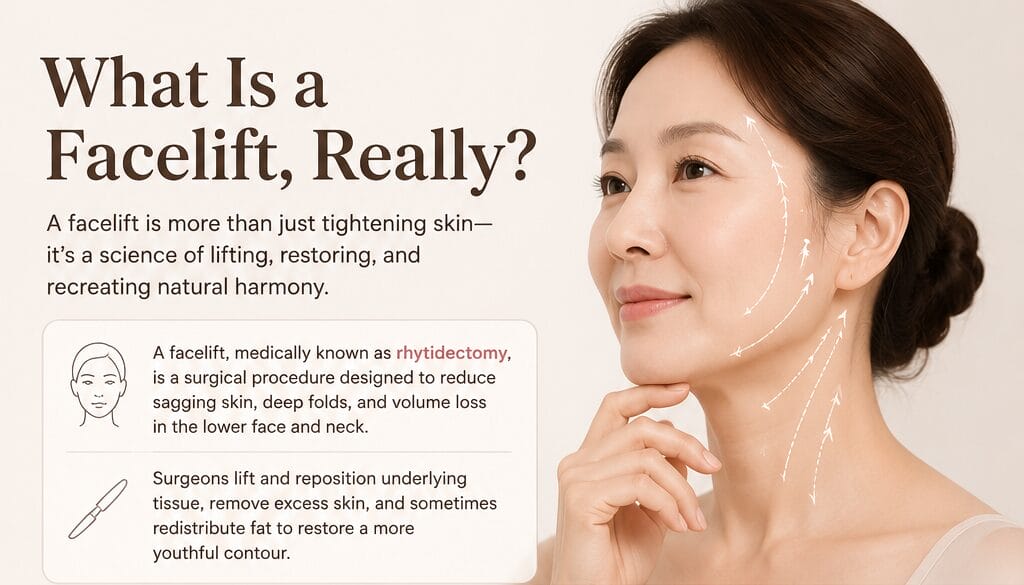 What Is a
Facelift, Really?
A facelift is more than just tightening skin—
it's a science of lifting, restoring, and
recreating natural harmony.
A facelift, medically known as rhytidectomy,
is a surgical procedure designed to reduce
sagging skin, deep folds, and volume loss
in the lower face and neck.
Surgeons lift and reposition underlying
tissue, remove excess skin, and sometimes
redistribute fat to restore a more
youthful contour.